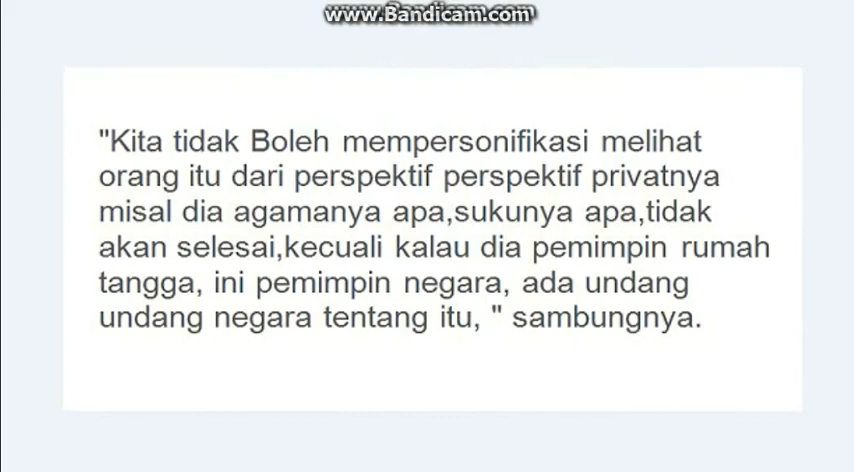 www.Bandicam.com
"Kita tidak Boleh mempersonifikasi melihat
orang itu dari perspektif perspektif privatnya
misal dia agamanya apa,sukunya apa,tidak
akan selesai,kecuali kalau dia pemimpin rumah
tangga, ini pemimpin negara, ada undang
undang negara tentang itu, " sambungnya.